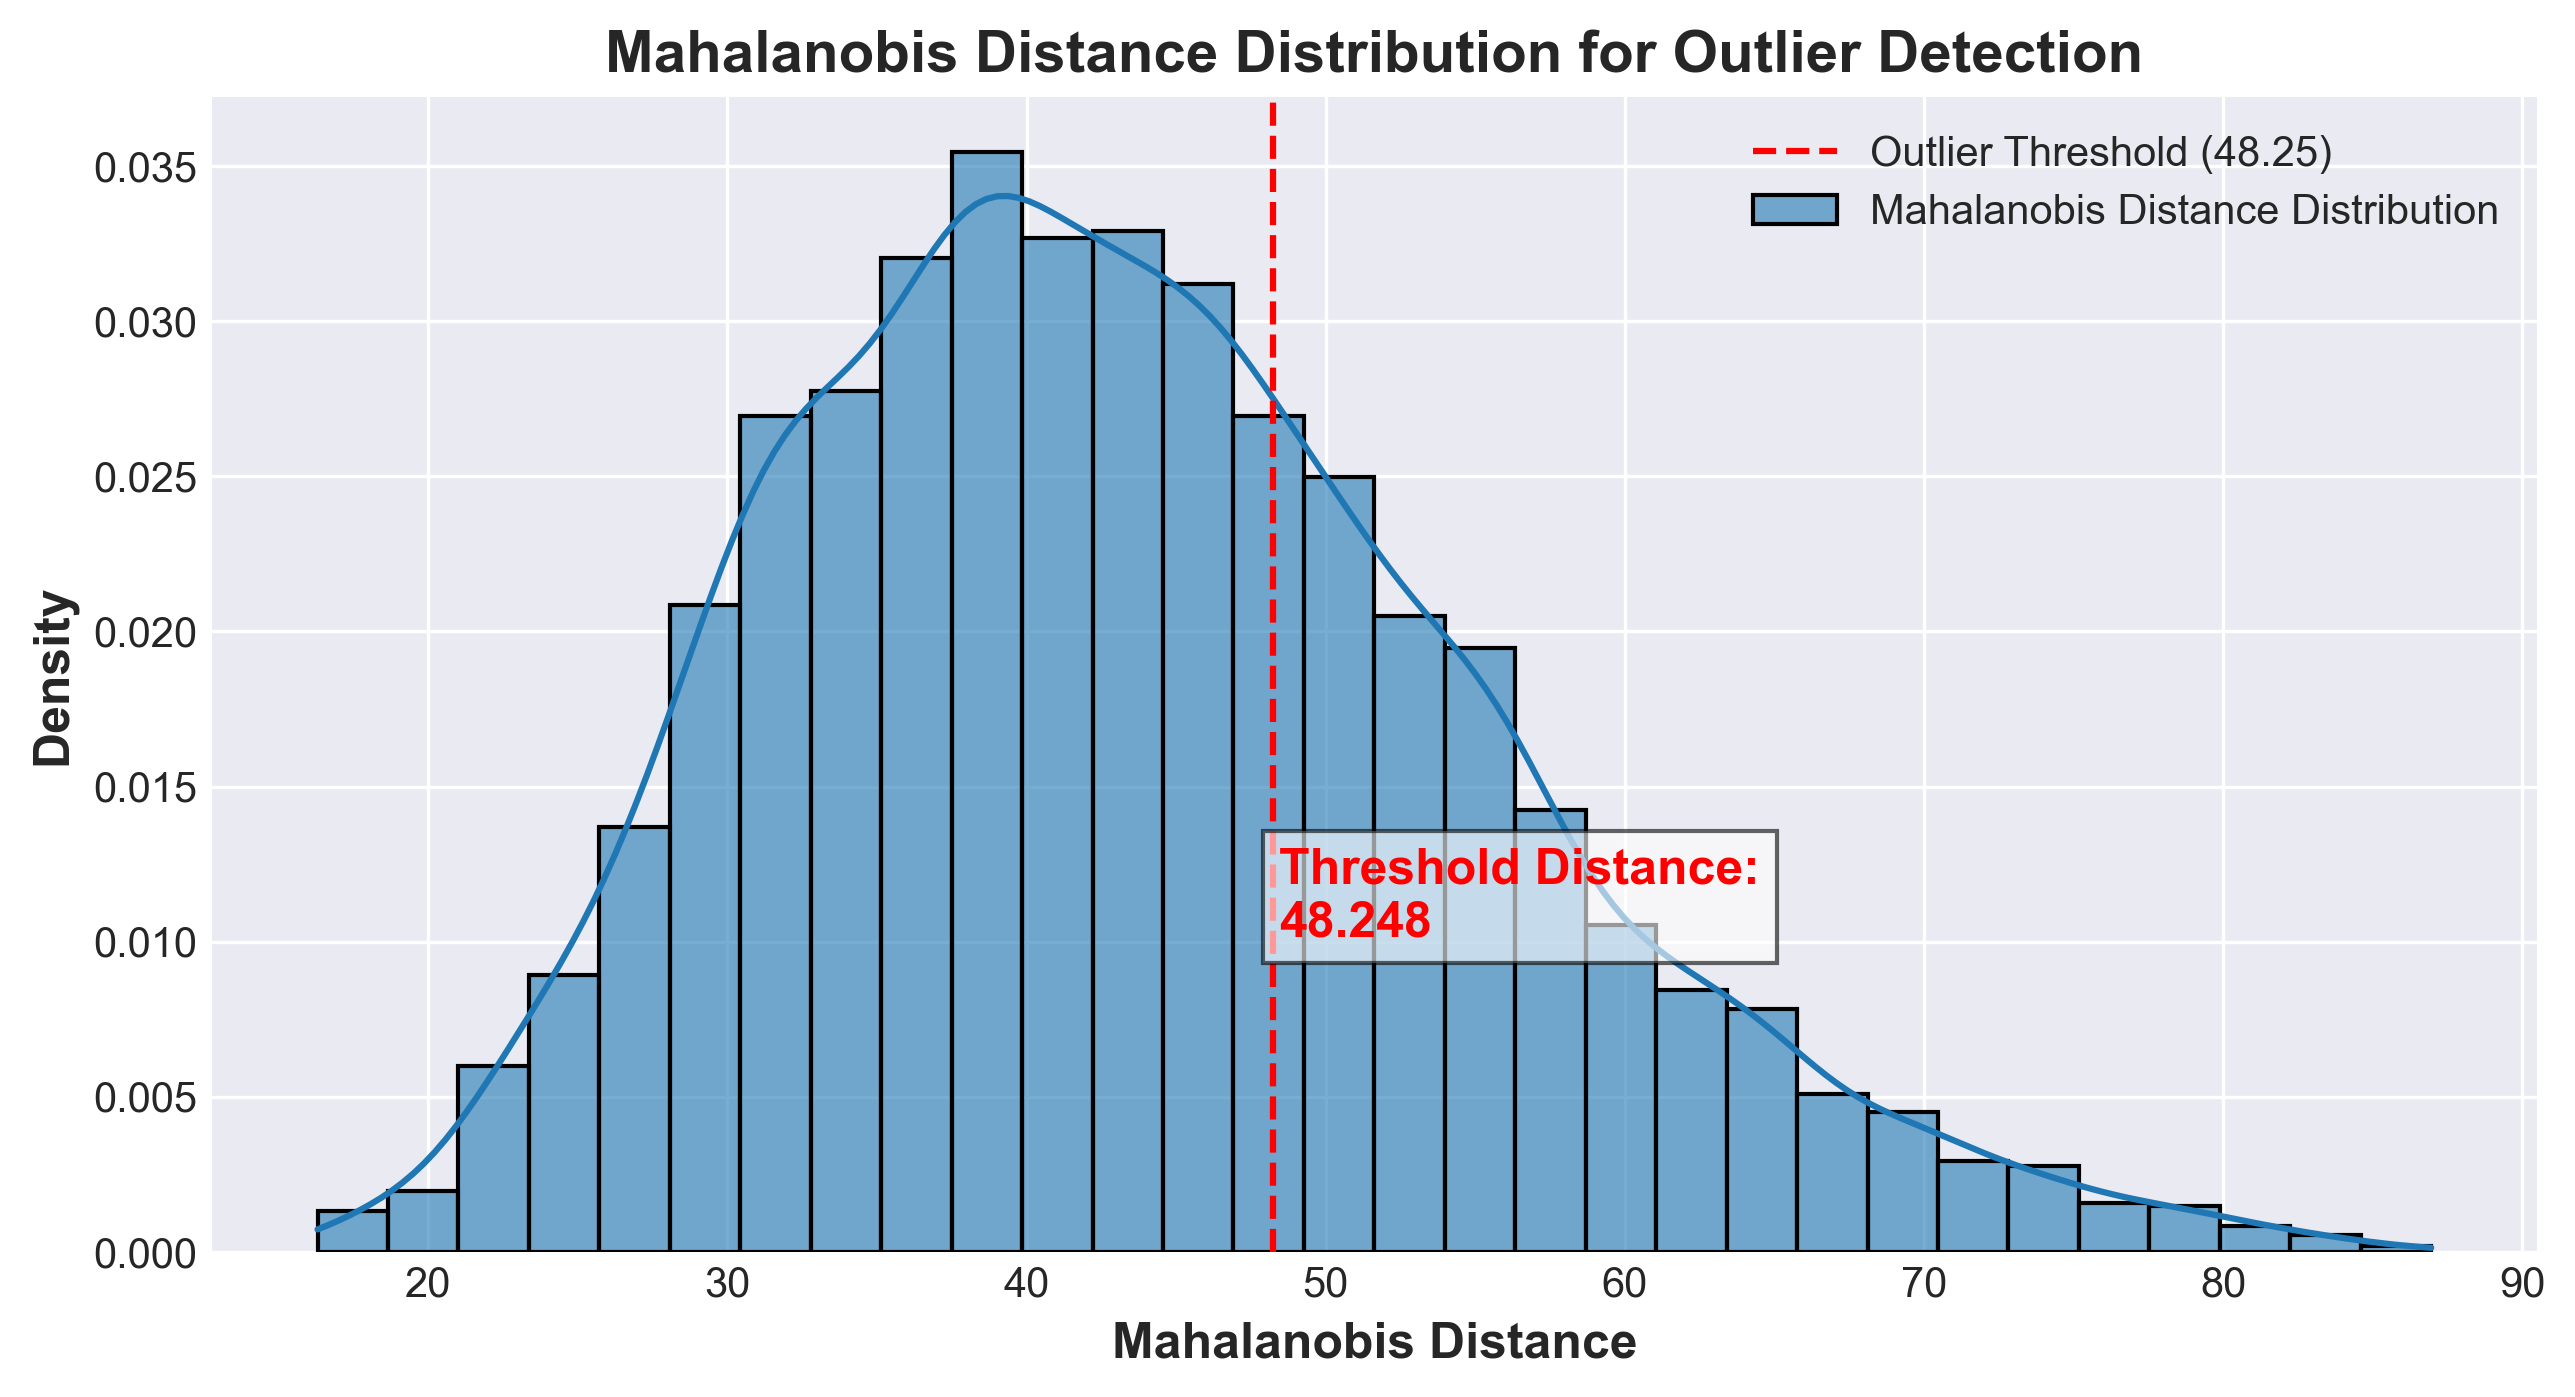 Mahalanobis Distance Distribution for Outlier Detection
Outlier Threshold (48.25)
Mahalanobis Distance Distribution
0.035
0.030
0.025
0.020
0.015
0.010
0.005
0.000
Density
Threshold Distance:
48.248
20 30 40 50 60 70 80 90
Mahalanobis Distance